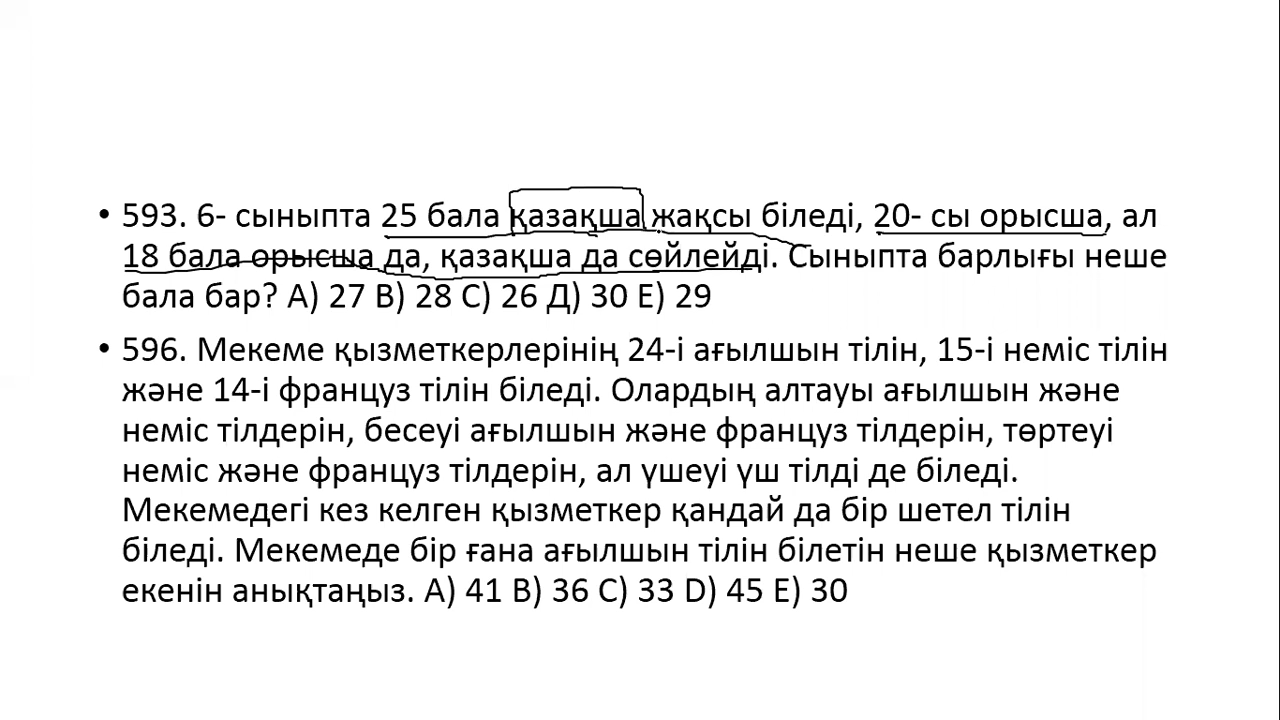 • 593. 6- сыныпта 25 бала қазақша жақсы біледі, 20- сы орысша, ал
18 бала орысша да, қазақша да сөйлейді. Сыныпта барлығы неше
бала бар? А) 27 В) 28 С) 26 Д) 30 Е) 29
• 596. Мекеме қызметкерлерінің 24-і ағылшын тілін, 15-і неміс тілін
және 14-і француз тілін біледі. Олардың алтауы ағылшын және
неміс тілдерін, бесеуі ағылшын және француз тілдерін, төртеуі
неміс және француз тілдерін, ал үшеуі үш тілді де біледі.
Мекемедегі кез келген қызметкер қандай да бір шетел тілін
біледі. Мекемеде бір ғана ағылшын тілін білетін неше қызметкер
екенін анықтаңыз. A) 41 B) 36 C) 33 D) 45 E) 30